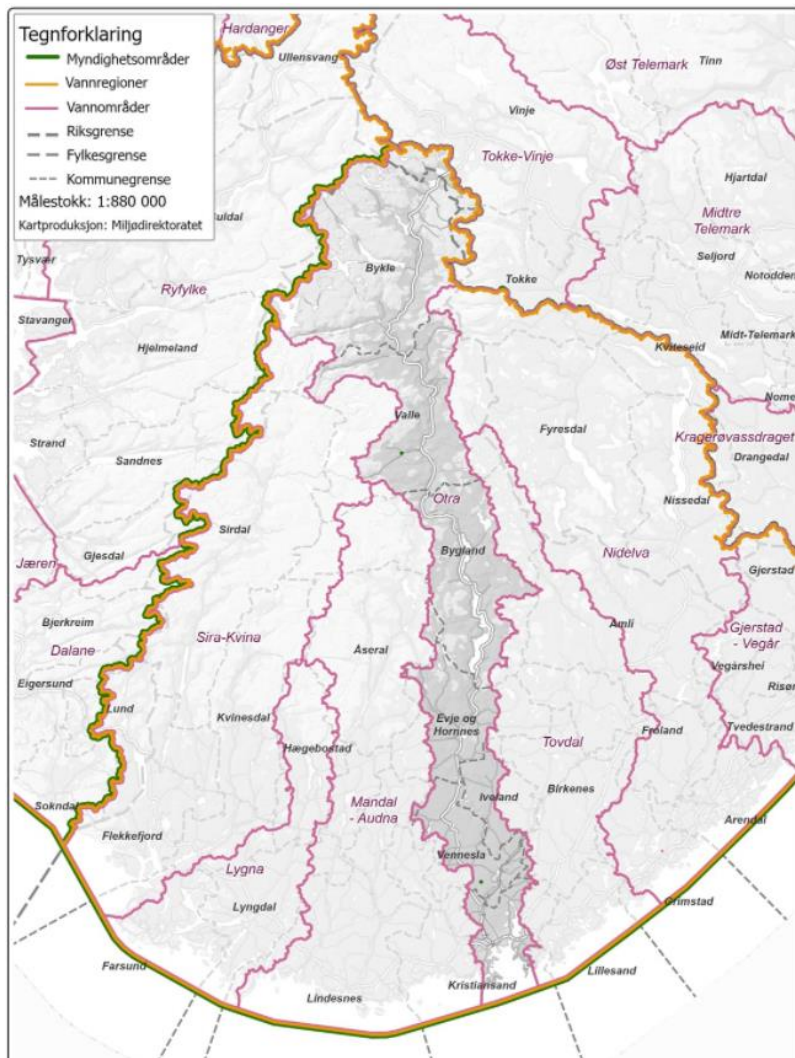 Tegnforklaring
Myndighetsområder
Vannregioner
Vannområder
Riksgrense
Fylkesgrense
Kommunegrense
Målestokk: 1:880 000
Kartproduksjon: Miljødirektoratet
Hardanger
Ullensvang
Øst Telemark
Tinn
Vinje
Tokke-Vinje
Hjartdal
Midtre
Telemark
Seljord
Notodden
Tysvær
Bykle
Tokke
Ryfylke
Stavanger
Hjelmeland
Midt-Telemark
Kviteseid
Nome
Valle
Fyresdal
Kragerøvassdraget
Strand
Drangedal
Sandnes
Otra
Nissedal
Sirdal
Bygland
Nidelva
Gjesdal
Jæren
Gjerstad
Bjerkreim
Åmli
Gjerstad
- Vegår
Dalane
Sira-Kvina
Åseral
Vegårshei
Eigersund
Risør
Lund
Kvinesdal
Evje og
Hornnes
Tvedestrand
Froland
Hægebostad
Tovdal
Sokndal
Mandal
- Audna
Iveland
Birkenes
Arendal
Flekkefjord
Vennesla
Lygna
Lyngdal
Grimstad
Farsund
Lindesnes
Kristiansand
Lillesand